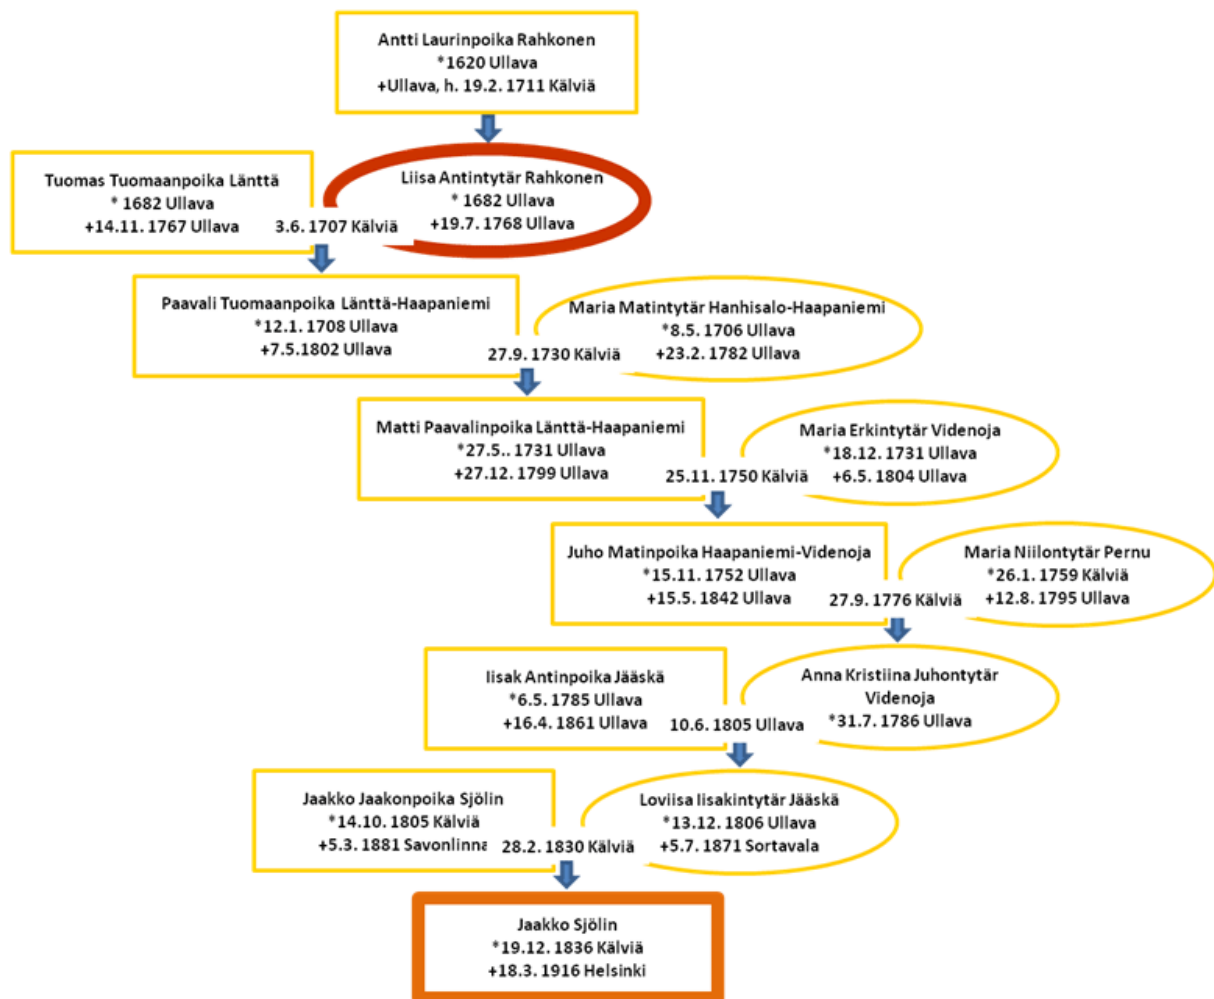 Antti Laurinpoika Rahkonen
*1620 Ullava
+Ullava, h. 19.2. 1711 Kälviä
Tuomas Tuomaanpoika Länttä
* 1682 Ullava
+14.11. 1767 Ullava
3.6. 1707 Kälviä
Liisa Antintytär Rahkonen
* 1682 Ullava
+19.7. 1768 Ullava
Paavali Tuomaanpoika Länttä-Haapaniemi
*12.1. 1708 Ullava
+7.5.1802 Ullava
27.9. 1730 Kälviä
Maria Matintytär Hanhisalo-Haapaniemi
*8.5. 1706 Ullava
+23.2. 1782 Ullava
Matti Paavalinpoika Länttä-Haapaniemi
*27.5.. 1731 Ullava
+27.12. 1799 Ullava
25.11. 1750 Kälviä
Maria Erkintytär Videnoja
*18.12. 1731 Ullava
+6.5. 1804 Ullava
Juho Matinpoika Haapaniemi-Videnoja
*15.11. 1752 Ullava
+15.5. 1842 Ullava
27.9. 1776 Kälviä
Maria Niilontytär Pernu
*26.1. 1759 Kälviä
+12.8. 1795 Ullava
Iisak Antinpoika Jääskä
*6.5. 1785 Ullava
+16.4. 1861 Ullava
10.6. 1805 Ullava
Anna Kristiina Juhontytär
Videnoja
*31.7. 1786 Ullava
Jaakko Jaakonpoika Sjölin
*14.10. 1805 Kälviä
+5.3. 1881 Savonlinna
28.2. 1830 Kälviä
Loviisa Iisakintytär Jääskä
*13.12. 1806 Ullava
+5.7. 1871 Sortavala
Jaakko Sjölin
*19.12. 1836 Kälviä
+18.3. 1916 Helsinki